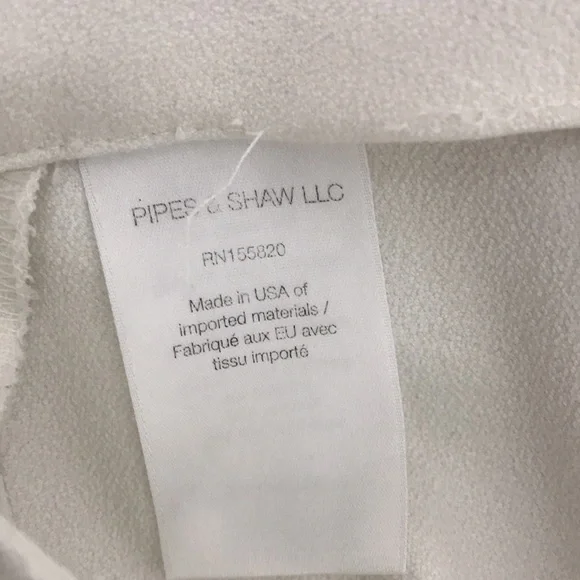 PIPES & SHAW LLC
RN155820
Made in USA of
imported materials /
Fabriqué aux EU avec
tissu importé